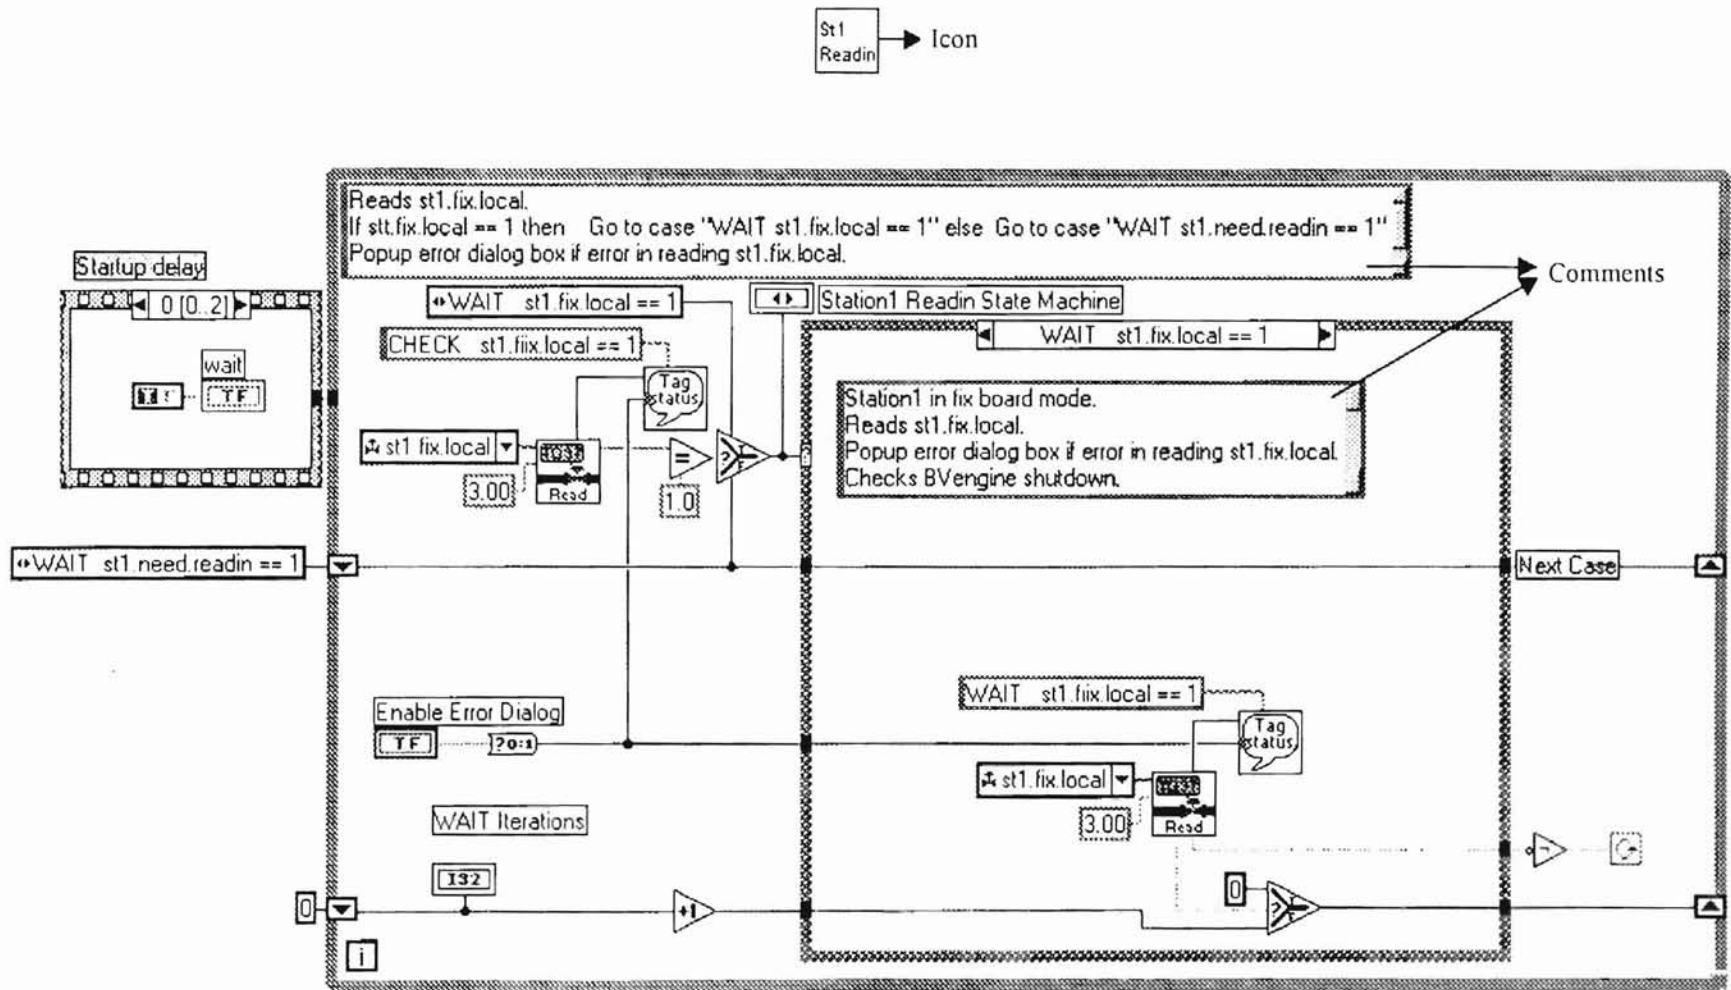 St1
Readin
Icon
Reads st1.fix.local.
If stt.fix.local == 1 then Go to case "WAIT st1.fix.local == 1" else Go to case "WAIT st1.need.readin == 1"
Popup error dialog box if error in reading st1.fix.local.
Comments
Startup delay
0 [0..2]
wait
TF
WAIT st1.fix.local == 1
Station1 Readin State Machine
CHECK st1.fiix.local == 1
Tag
status
st1.fix.local
3.00
Read
=
1.0
?
WAIT st1.fix.local == 1
Station1 in fix board mode.
Reads st1.fix.local.
Popup error dialog box if error in reading st1.fix.local.
Checks BVengine shutdown.
WAIT st1.need.readin == 1
Next Case
Enable Error Dialog
TF
?0:1
WAIT st1.fiix.local == 1
Tag
status
st1.fix.local
3.00
Read
WAIT Iterations
I32
0
+1
0
?
i